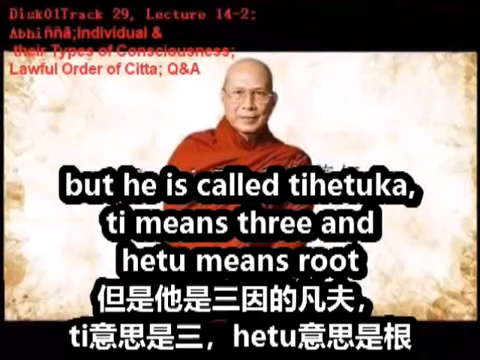 Disk01Track 29, Lecture 14-2:
Abhiññā;Individual &
their Types of Consciousness;
Lawful Order of Citta; Q&A
but he is called tihetuka,
ti means three and
hetu means root
但是他是三因的凡夫，
ti意思是三，hetu意思是根